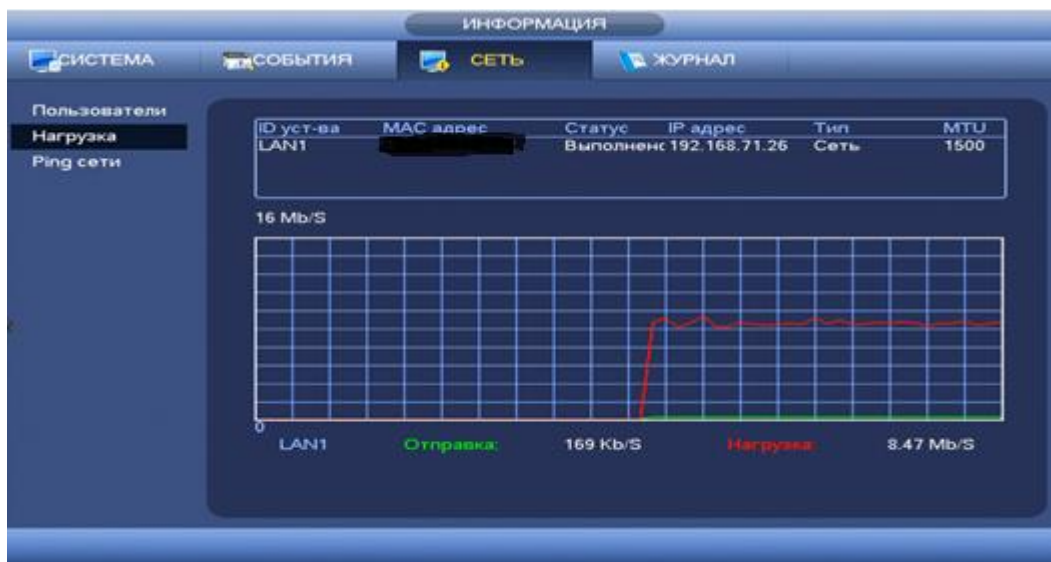 ИНФОРМАЦИЯ
СИСТЕМА СОБЫТИЯ СЕТЬ ЖУРНАЛ
Пользователи
Нагрузка
Ping сети
ID уст-ва MAC адрес Статус IP адрес Тип MTU
LAN1 Выполненс 192.168.71.26 Сеть 1500
16 Mb/S
0
LAN1 Отправка: 169 Kb/S Нагрузка: 8.47 Mb/S